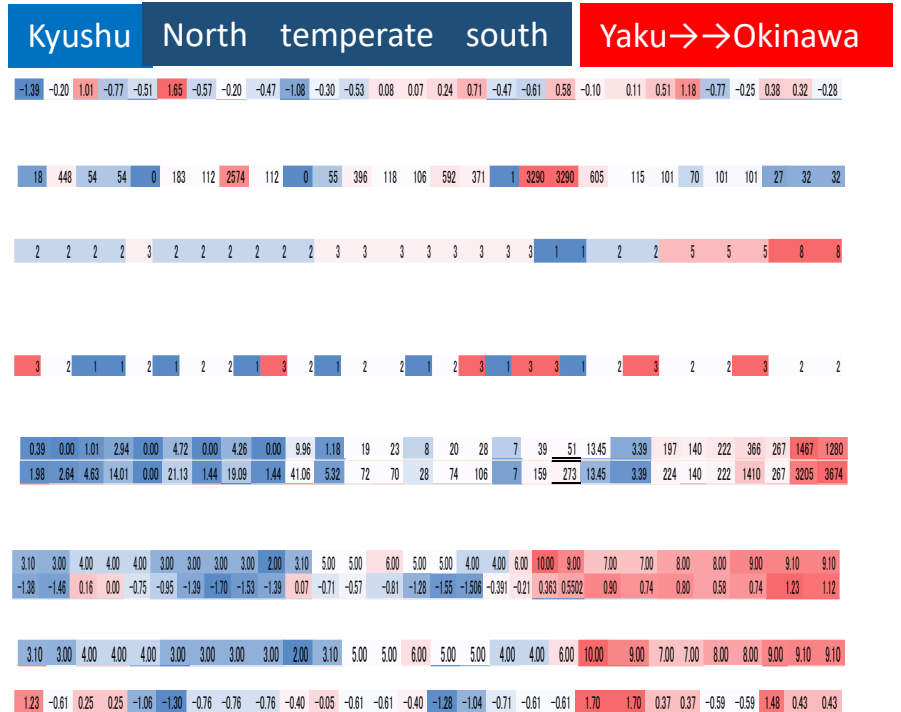 Kyushu North temperate south Yaku→→Okinawa
−1.39 −0.20 1.01 −0.77 −0.51 1.65 −0.57 −0.20 −0.47 −1.08 −0.30 −0.53 0.08 0.07 0.24 0.71 −0.47 −0.61 0.58 −0.10 0.11 0.51 1.18 −0.77 −0.25 0.38 0.32 −0.28
18 448 54 54 0 183 112 2574 112 0 55 396 118 106 592 371 1 3290 3290 605 115 101 70 101 101 27 32 32
2 2 2 2 3 2 2 2 2 2 2 3 3 3 3 3 3 3 3 1 1 2 2 5 5 5 8 8
3 2 1 1 2 1 2 2 1 3 2 1 2 2 1 2 3 1 3 3 1 2 3 2 2 3 2 2
0.39 0.00 1.01 2.94 0.00 4.72 0.00 4.26 0.00 9.96 1.18 19 23 8 20 28 7 39 51 13.45 3.39 197 140 222 366 267 1467 1280
1.98 2.64 4.63 14.01 0.00 21.13 1.44 19.09 1.44 41.06 5.32 72 70 28 74 106 7 159 273 13.45 3.39 224 140 222 1410 267 3205 3674
3.10 3.00 4.00 4.00 4.00 3.00 3.00 3.00 3.00 2.00 3.10 5.00 5.00 6.00 5.00 5.00 4.00 4.00 6.00 10.00 9.00 7.00 7.00 8.00 8.00 9.00 9.10 9.10
−1.38 −1.46 0.16 0.00 −0.75 −0.95 −1.39 −1.70 −1.53 −1.39 0.07 −0.71 −0.57 −0.81 −1.28 −1.55 −1.506 −0.391 −0.21 0.363 0.5502 0.90 0.74 0.80 0.58 0.74 1.23 1.12
3.10 3.00 4.00 4.00 4.00 3.00 3.00 3.00 3.00 2.00 3.10 5.00 5.00 6.00 5.00 5.00 4.00 4.00 6.00 10.00 9.00 7.00 7.00 8.00 8.00 9.00 9.10 9.10
1.23 −0.61 0.25 0.25 −1.06 −1.30 −0.76 −0.76 −0.76 −0.40 −0.05 −0.61 −0.61 −0.40 −1.28 −1.04 −0.71 −0.61 −0.61 1.70 1.70 0.37 0.37 −0.59 −0.59 1.48 0.43 0.43